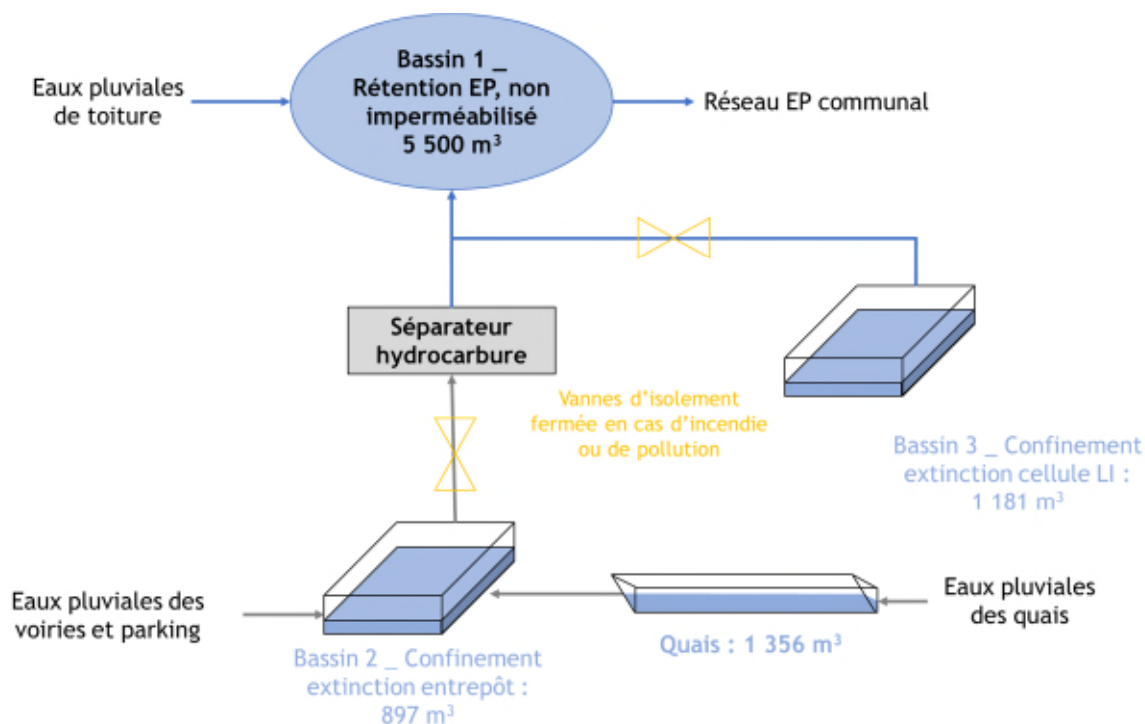 Bassin 1 _
Rétention EP, non
imperméabilisé
5 500 m³
Eaux pluviales
de toiture
Réseau EP communal
Séparateur
hydrocarbure
Vannes d'isolement
fermée en cas d'incendie
ou de pollution
Bassin 3 _ Confinement
extinction cellule LI :
1 181 m³
Eaux pluviales des
voiries et parking
Eaux pluviales
des quais
Quais : 1 356 m³
Bassin 2 _ Confinement
extinction entrepôt :
897 m³